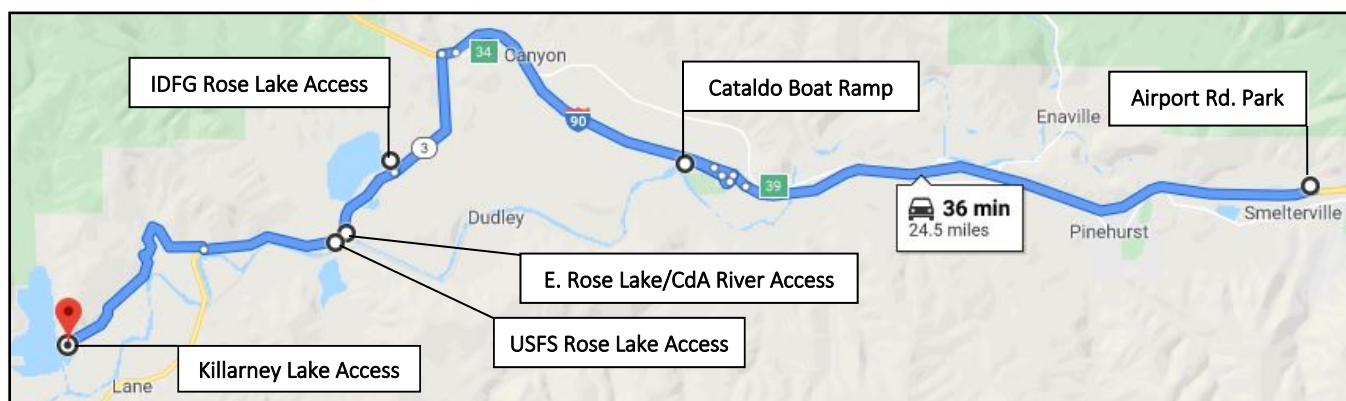 34
Canyon
IDFG Rose Lake Access
Cataldo Boat Ramp
Airport Rd. Park
Enaville
90
3
39
36 min
24.5 miles
Dudley
Pinehurst
Smelterville
E. Rose Lake/CdA River Access
USFS Rose Lake Access
Killarney Lake Access
Lane